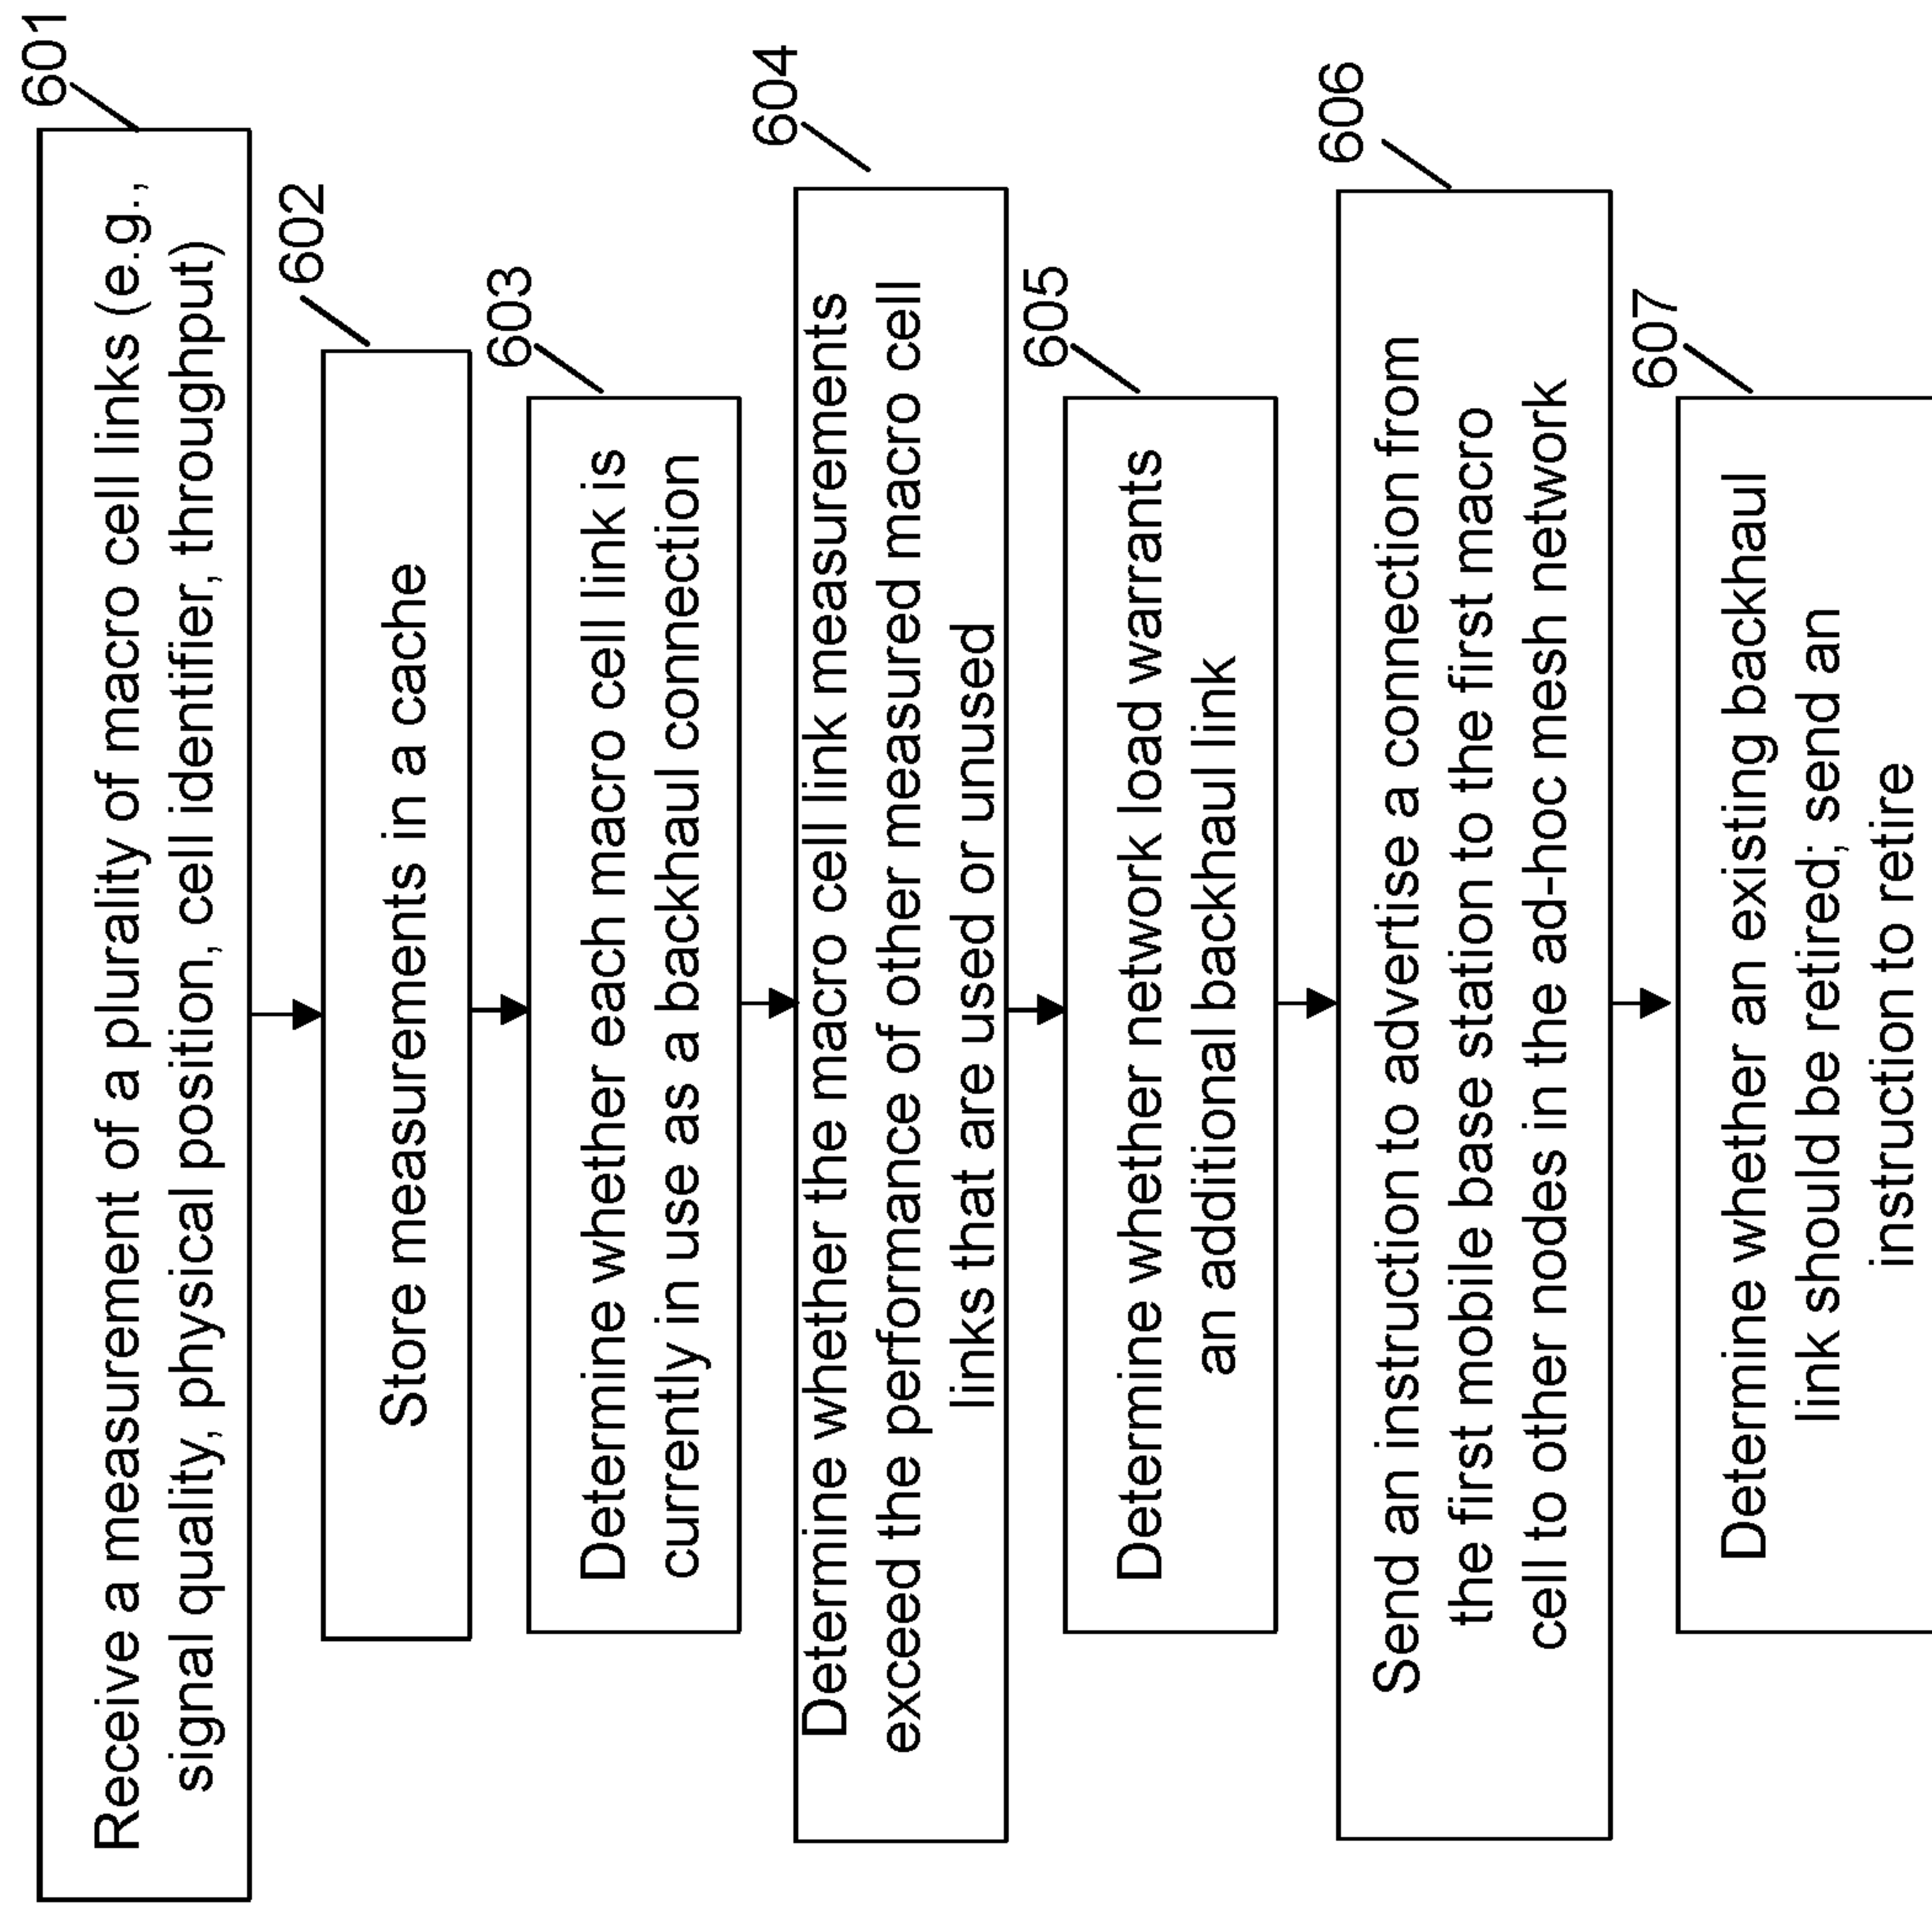 601
Receive a measurement of a plurality of macro cell links (e.g.,
signal quality, physical position, cell identifier, throughput)
602
Store measurements in a cache
603
Determine whether each macro cell link is
currently in use as a backhaul connection
604
Determine whether the macro cell link measurements
exceed the performance of other measured macro cell
links that are used or unused
605
Determine whether network load warrants
an additional backhaul link
606
Send an instruction to advertise a connection from
the first mobile base station to the first macro
cell to other nodes in the ad-hoc mesh network
607
Determine whether an existing backhaul
link should be retired; send an
instruction to retire